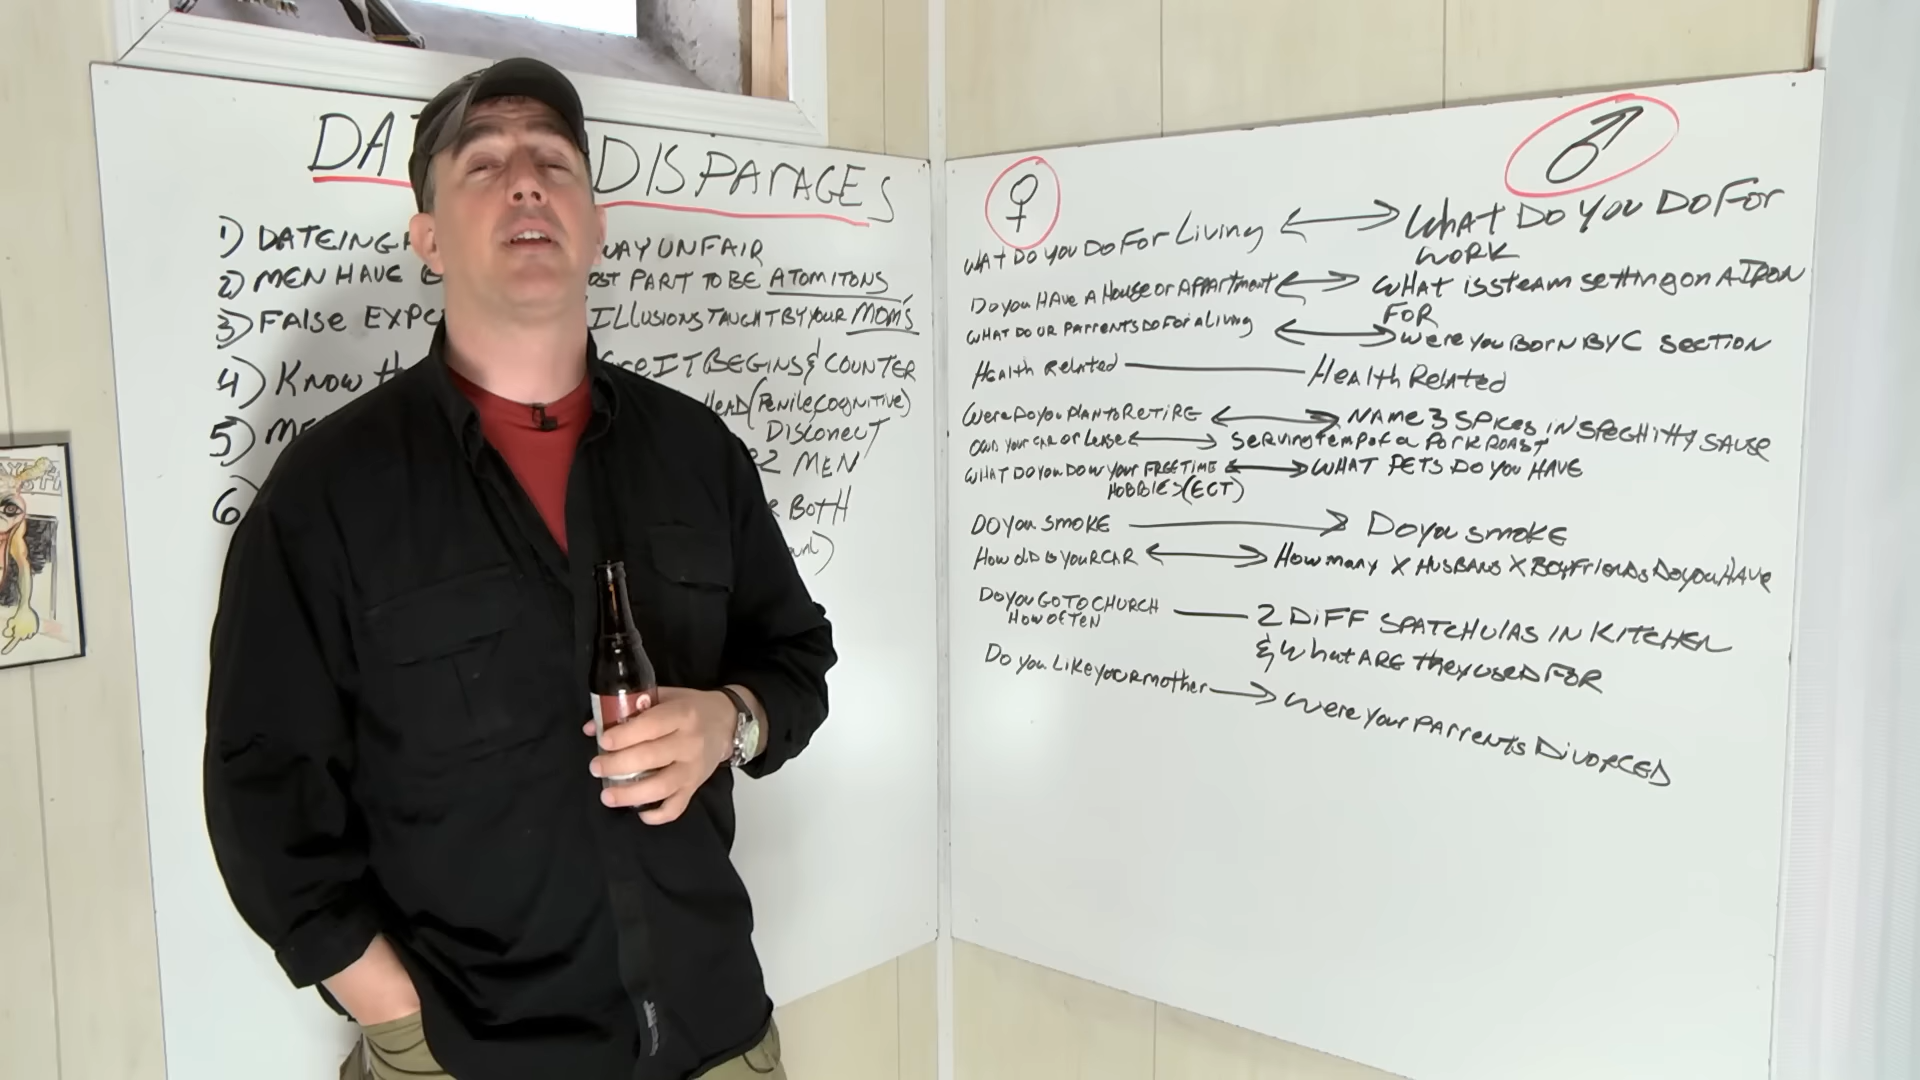 DA DISPARAGES
1) DATEING WAY UNFAIR
2) MEN HAVE OST PART TO BE ATOMITONS
3) FALSE EXPC ILLUSIONS TAUGHT BY YOUR MOM'S
4) KNOW IT BEGINS & COUNTER
5) ME HEAD (PENILE COGNITIVE)
DISCONECT
2 MEN
6) BOTH
♀
♂
WHAT DO YOU DO FOR LIVING ↔ WHAT DO YOU DO FOR
WORK
DO YOU HAVE A HOUSE OR APPARTMENT ↔ WHAT IS STEAM SETTING ON A IRON
FOR
WHAT DO UR PARRENTS DO FOR A LIVING ↔ WERE YOU BORN BY C SECTION
HEALTH RELATED — HEALTH RELATED
WERE DO YOU PLAN TO RETIRE ↔ NAME 3 SPICES IN SPEGHITTY SAUSE
OWN YOUR CAR OR LEASE ↔ SERVING TEMP OF A PORK ROAST
WHAT DO YOU DO W YOUR FREE TIME ↔ WHAT PETS DO YOU HAVE
HOBBIES (ECT)
DO YOU SMOKE → DO YOU SMOKE
HOW OLD IS YOUR CAR ↔ HOW MANY X HUSBANS X BOYFRIENDS DO YOU HAVE
DO YOU GO TO CHURCH — 2 DIFF SPATCHULAS IN KITCHEN
HOW OFTEN & WHAT ARE THEY USED FOR
DO YOU LIKE YOUR MOTHER → WERE YOUR PARRENTS DIVORCED